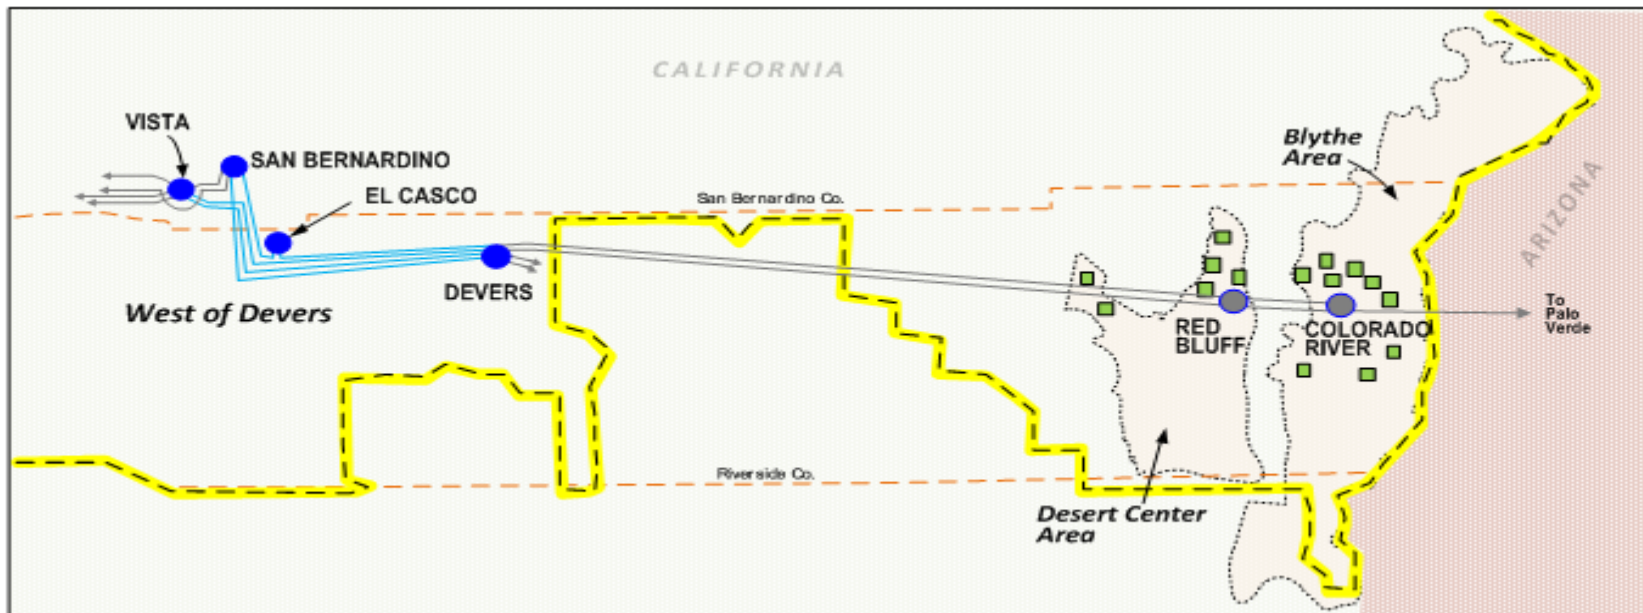 CALIFORNIA
VISTA
SAN BERNARDINO
EL CASCO
Blythe
Area
San Bernardino Co.
ARIZONA
DEVERS
West of Devers
RED
BLUFF
COLORADO
RIVER
To
Palo
Verde
Riverside Co.
Desert Center
Area